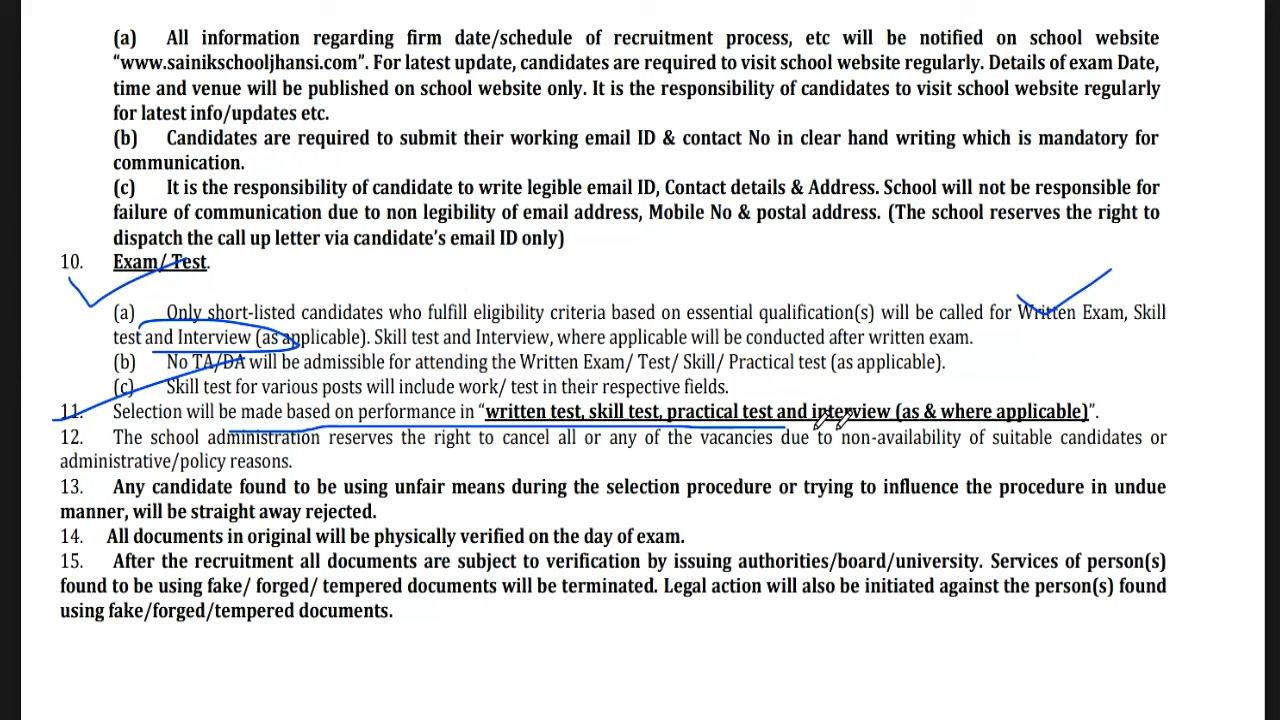 (a) All information regarding firm date/schedule of recruitment process, etc will be notified on school website
“www.sainikschooljhansi.com”. For latest update, candidates are required to visit school website regularly. Details of exam Date,
time and venue will be published on school website only. It is the responsibility of candidates to visit school website regularly
for latest info/updates etc.
(b) Candidates are required to submit their working email ID & contact No in clear hand writing which is mandatory for
communication.
(c) It is the responsibility of candidate to write legible email ID, Contact details & Address. School will not be responsible for
failure of communication due to non legibility of email address, Mobile No & postal address. (The school reserves the right to
dispatch the call up letter via candidate’s email ID only)
10. Exam/ Test.
(a) Only short-listed candidates who fulfill eligibility criteria based on essential qualification(s) will be called for Written Exam, Skill
test and Interview (as applicable). Skill test and Interview, where applicable will be conducted after written exam.
(b) No TA/DA will be admissible for attending the Written Exam/ Test/ Skill/ Practical test (as applicable).
(c) Skill test for various posts will include work/ test in their respective fields.
11. Selection will be made based on performance in “written test, skill test, practical test and interview (as & where applicable)”.
12. The school administration reserves the right to cancel all or any of the vacancies due to non-availability of suitable candidates or
administrative/policy reasons.
13. Any candidate found to be using unfair means during the selection procedure or trying to influence the procedure in undue
manner, will be straight away rejected.
14. All documents in original will be physically verified on the day of exam.
15. After the recruitment all documents are subject to verification by issuing authorities/board/university. Services of person(s)
found to be using fake/ forged/ tempered documents will be terminated. Legal action will also be initiated against the person(s) found
using fake/forged/tempered documents.